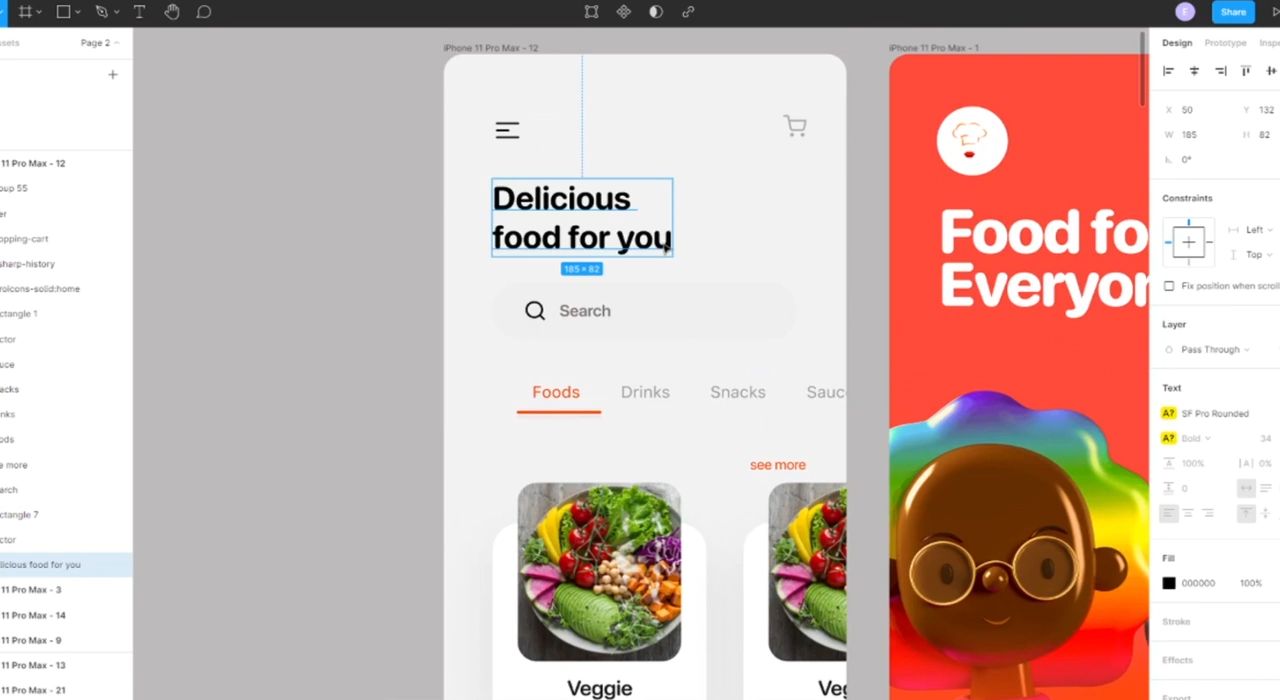 Share
ssets
Page 2
11 Pro Max - 12
oup 55
er
opping-cart
sharp-history
roicons-solid:home
ctangle 1
ctor
uce
acks
nks
ods
e more
arch
ctangle 7
ctor
licious food for you
11 Pro Max - 3
11 Pro Max - 14
11 Pro Max - 9
11 Pro Max - 13
11 Pro Max - 21
iPhone 11 Pro Max - 12
Delicious
food for you
185 × 82
Search
Foods Drinks Snacks Sauc
see more
Veggie
Veg
iPhone 11 Pro Max - 1
Food fo
Everyon
E
Design Prototype Inspe
X 50 Y 132
W 185 H 82
0°
Constraints
Left
Top
Fix position when scroll
Layer
Pass Through
Text
A? SF Pro Rounded
A? Bold 34
100% |A| 0%
0
Fill
000000 100%
Stroke
Effects
Export